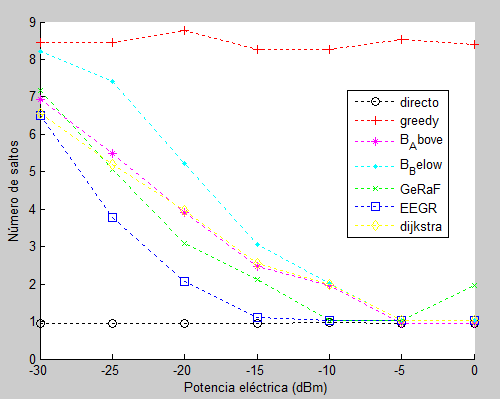 9
8
7
6
5
4
3
2
1
0
Número de saltos
directo
greedy
B_Above
B_Below
GeRaF
EEGR
dijkstra
-30 -25 -20 -15 -10 -5 0
Potencia eléctrica (dBm)